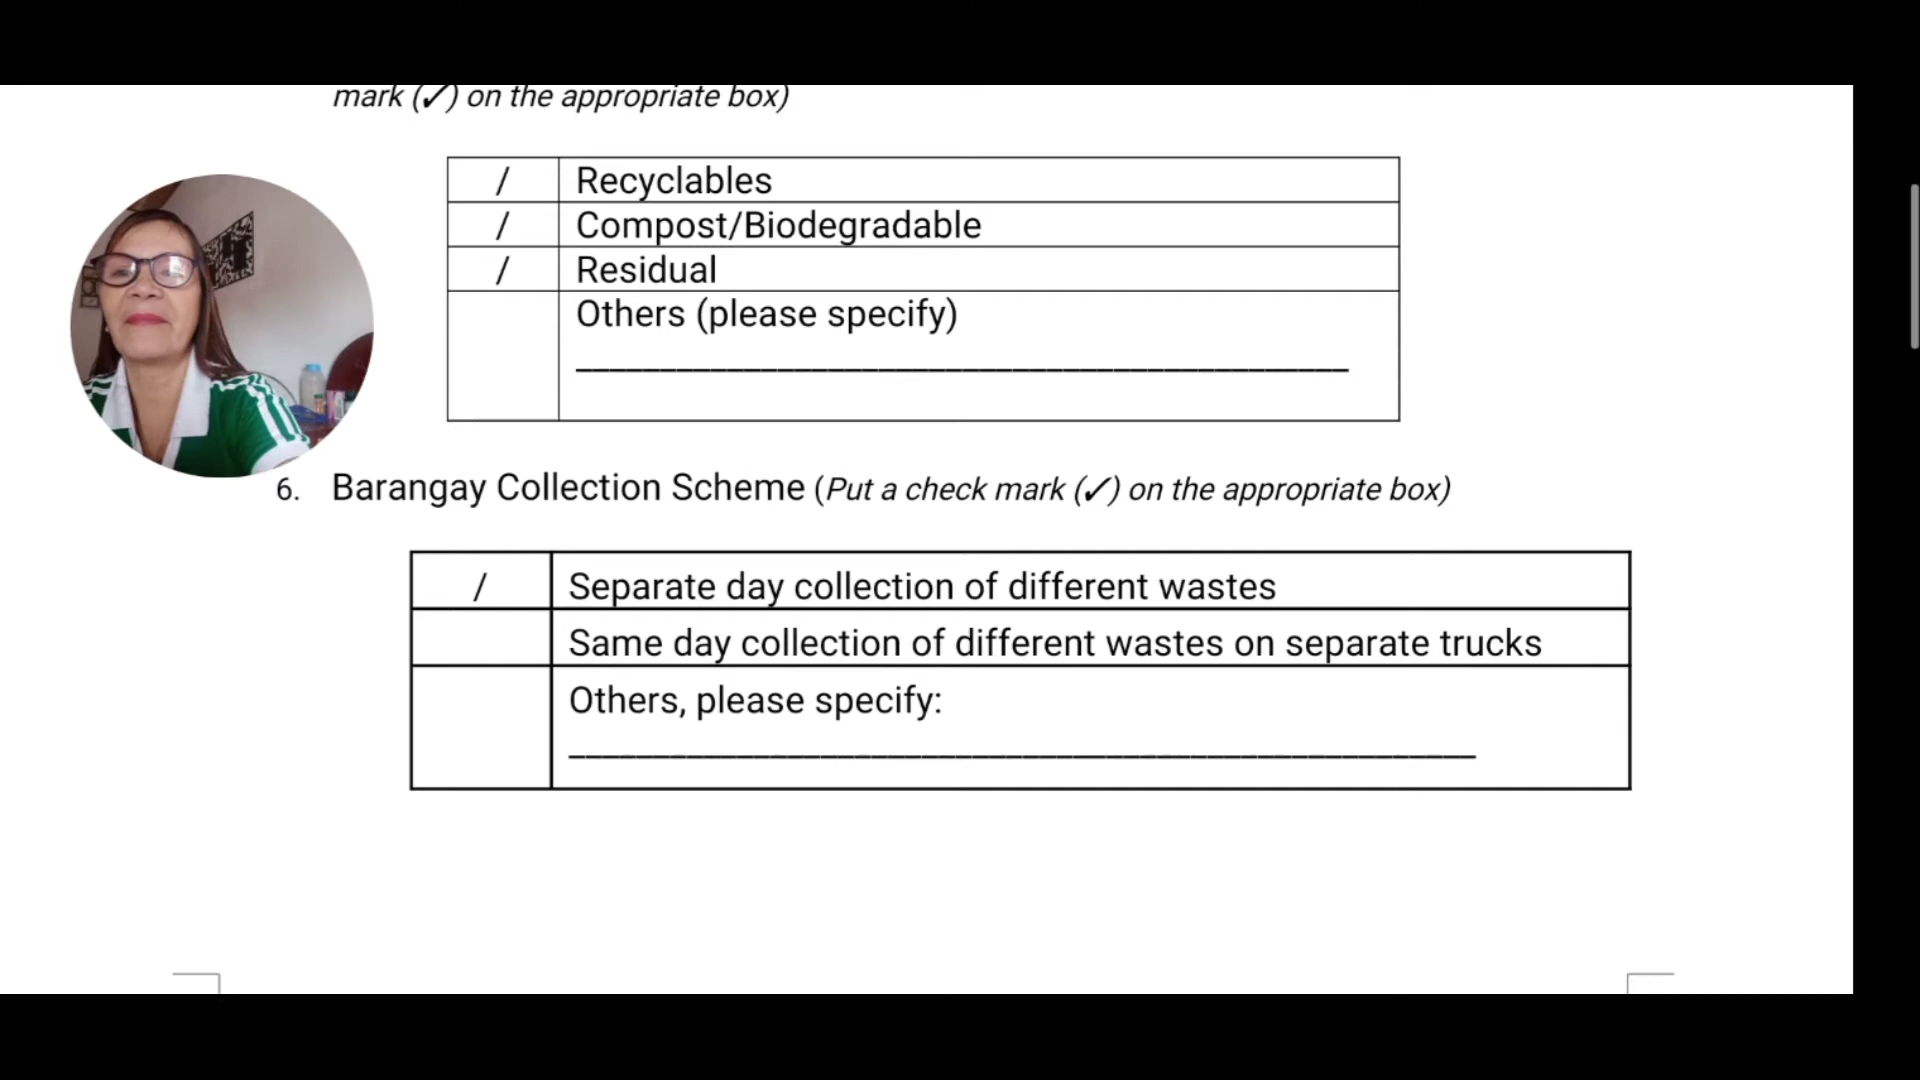 mark (✓) on the appropriate box)
/ Recyclables
/ Compost/Biodegradable
/ Residual
Others (please specify)
6. Barangay Collection Scheme (Put a check mark (✓) on the appropriate box)
/ Separate day collection of different wastes
Same day collection of different wastes on separate trucks
Others, please specify: